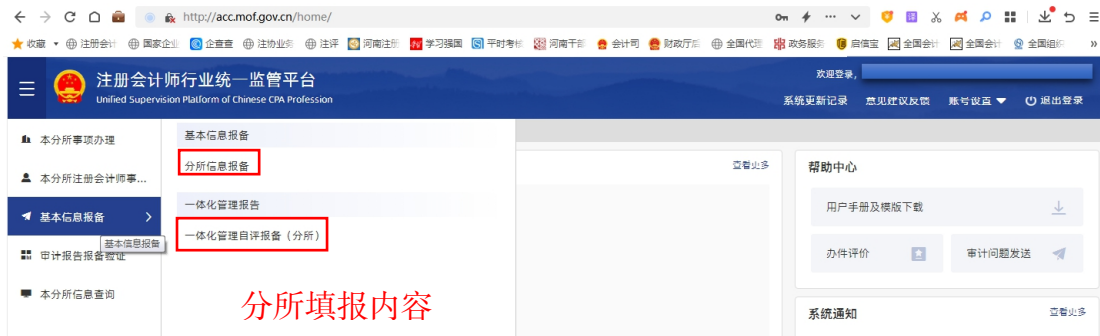 http://acc.mof.gov.cn/home/
收藏 注册会计 国家企业 企查查 注协业务 注评 河南注册 学习强国 平时考核 河南干部 会计司 财政厅后 全国代理 政务服务 启信宝 全国会计 全国会计 全国组织 »
注册会计师行业统一监管平台
Unified Supervision Platform of Chinese CPA Profession
欢迎登录,
系统更新记录 意见建议反馈 账号设置 退出登录
本分所事项办理
本分所注册会计师事...
基本信息报备
基本信息报备
审计报告报备验证
本分所信息查询
基本信息报备
分所信息报备
一体化管理报告
一体化管理自评报备（分所）
分所填报内容
查看更多
帮助中心
用户手册及模版下载
办件评价
审计问题发送
系统通知
查看更多